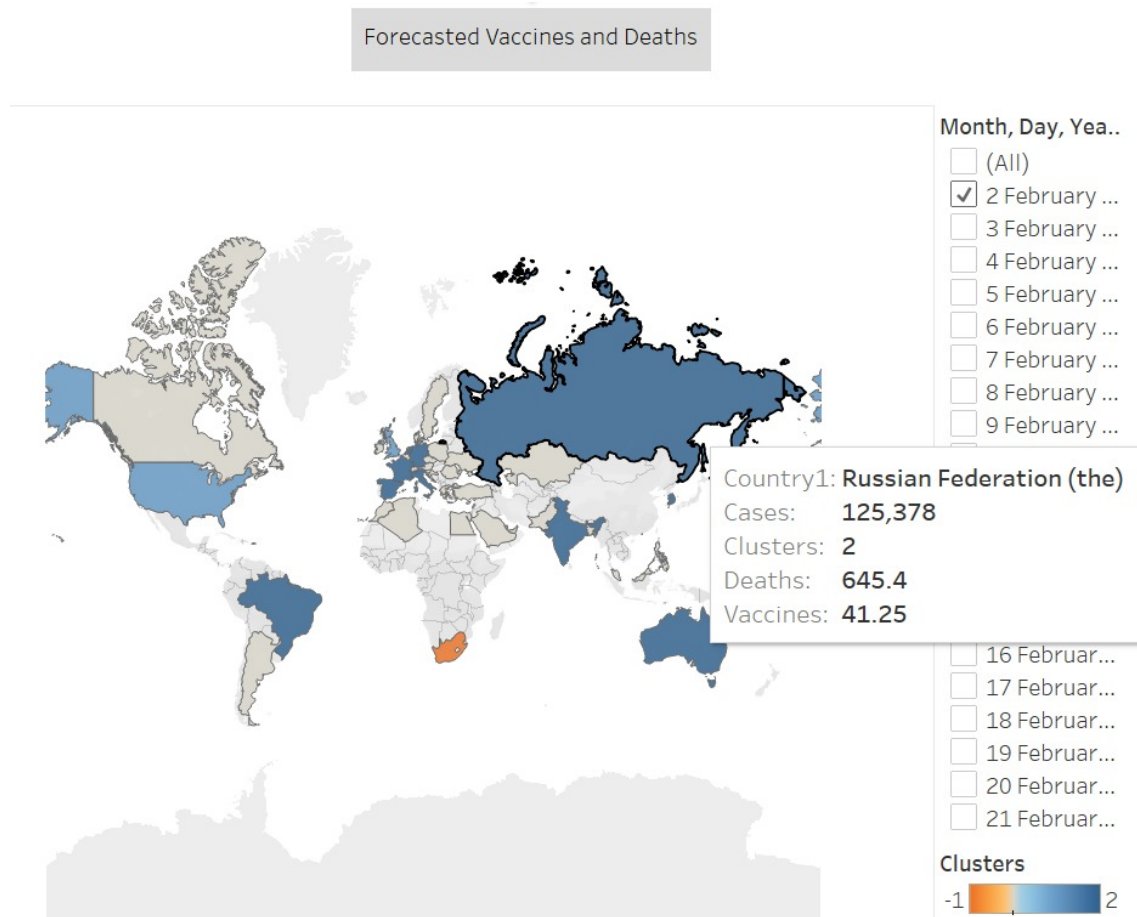 Forecasted Vaccines and Deaths
Month, Day, Yea..
(All)
2 February ...
3 February ...
4 February ...
5 February ...
6 February ...
7 February ...
8 February ...
9 February ...
Country1: Russian Federation (the)
Cases: 125,378
Clusters: 2
Deaths: 645.4
Vaccines: 41.25
16 Februar...
17 Februar...
18 Februar...
19 Februar...
20 Februar...
21 Februar...
Clusters
-1 2